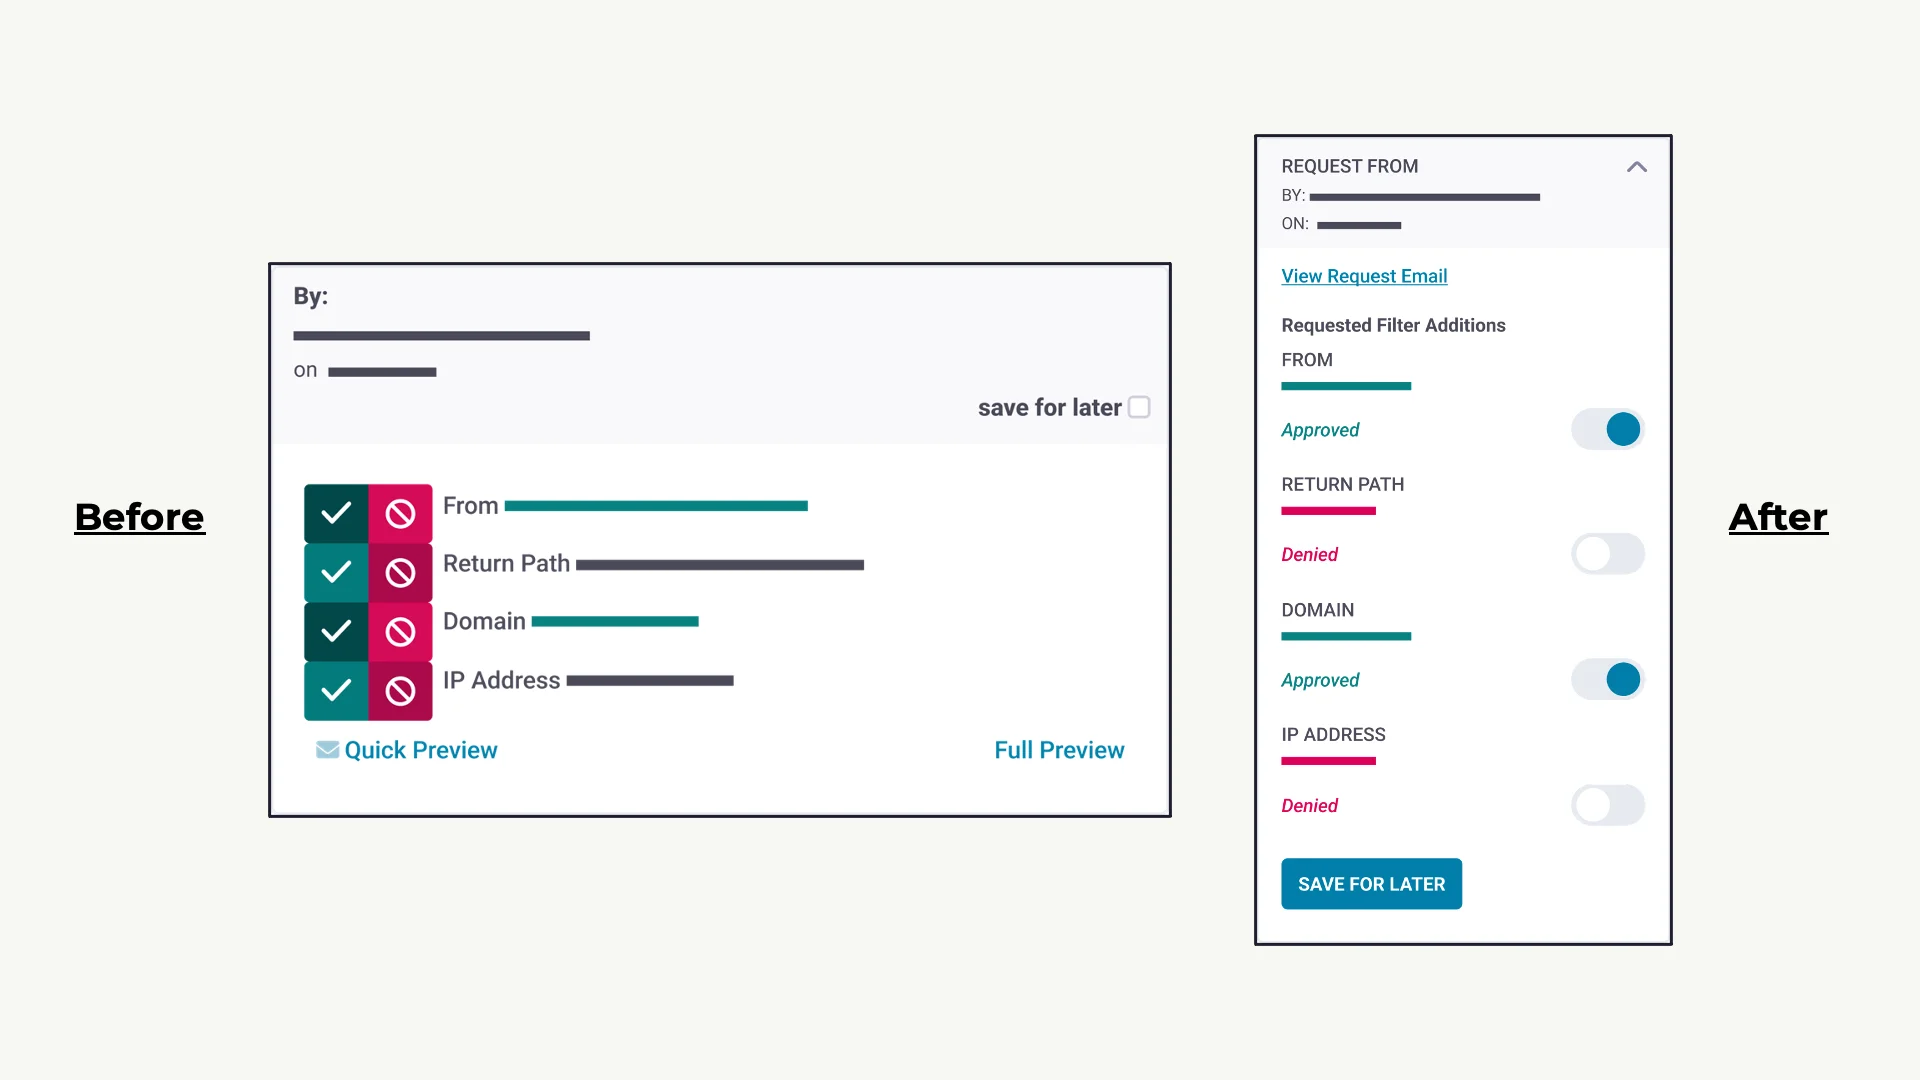 Before
By:
on
save for later
From
Return Path
Domain
IP Address
Quick Preview
Full Preview
REQUEST FROM
BY:
ON:
View Request Email
Requested Filter Additions
FROM
Approved
RETURN PATH
Denied
DOMAIN
Approved
IP ADDRESS
Denied
SAVE FOR LATER
After